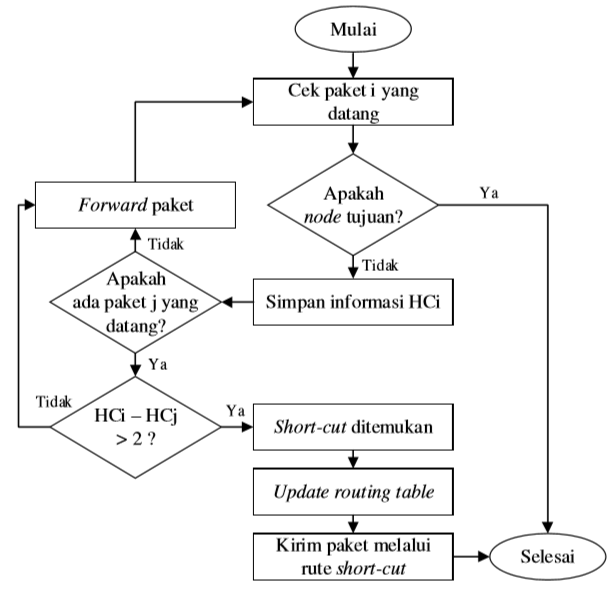 Mulai
Cek paket i yang
datang
Apakah
node tujuan?
Ya
Tidak
Simpan informasi HCi
Forward paket
Tidak
Apakah
ada paket j yang
datang?
Ya
Tidak
HCi – HCj
> 2 ?
Ya
Short-cut ditemukan
Update routing table
Kirim paket melalui
rute short-cut
Selesai